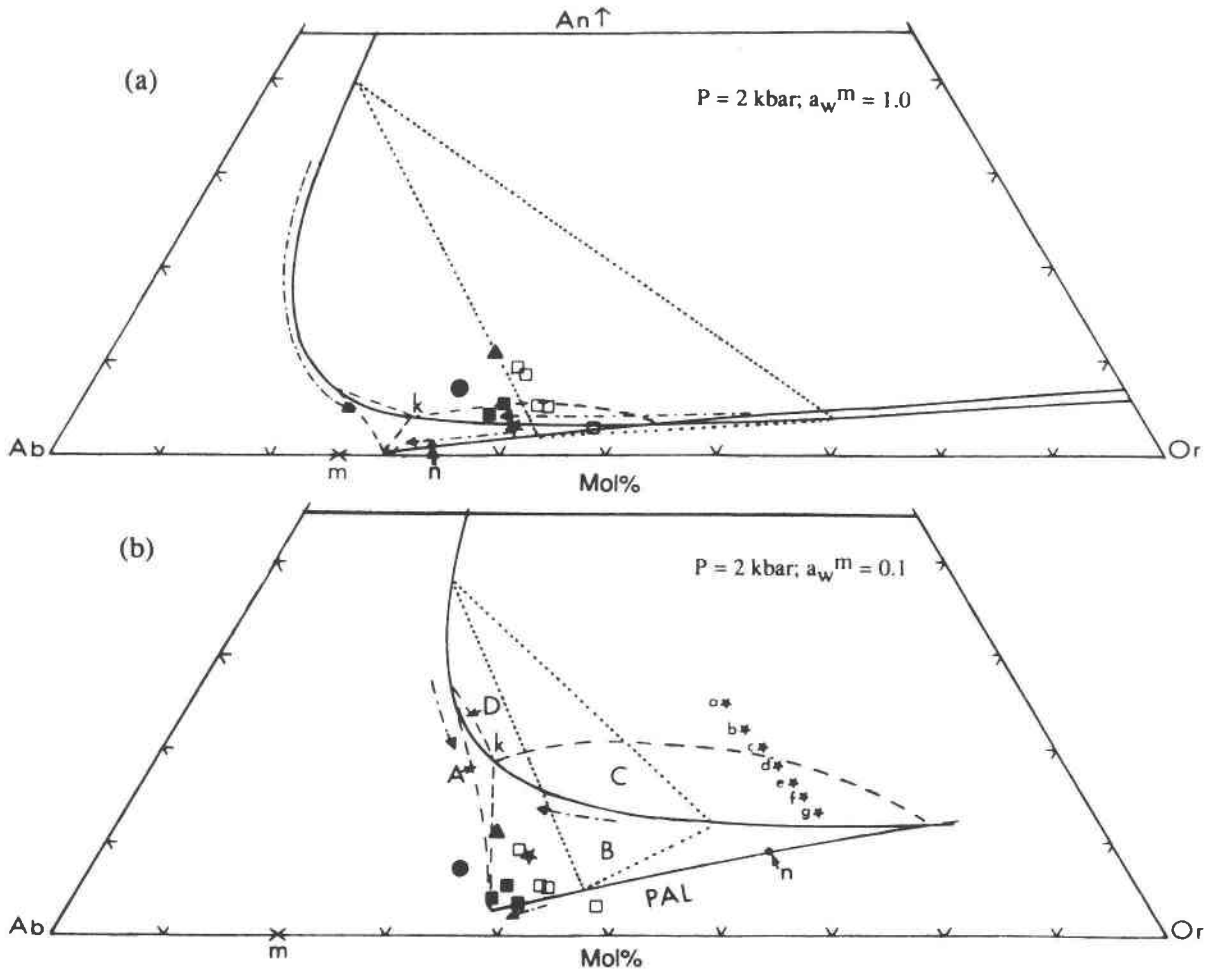 An↑
(a)
P = 2 kbar; a_w^m = 1.0
k
Ab
m
n
Or
Mol%
(b)
P = 2 kbar; a_w^m = 0.1
D
a
b
k
c
A
C
d
e
f
g
B
n
PAL
Ab
m
Or
Mol%